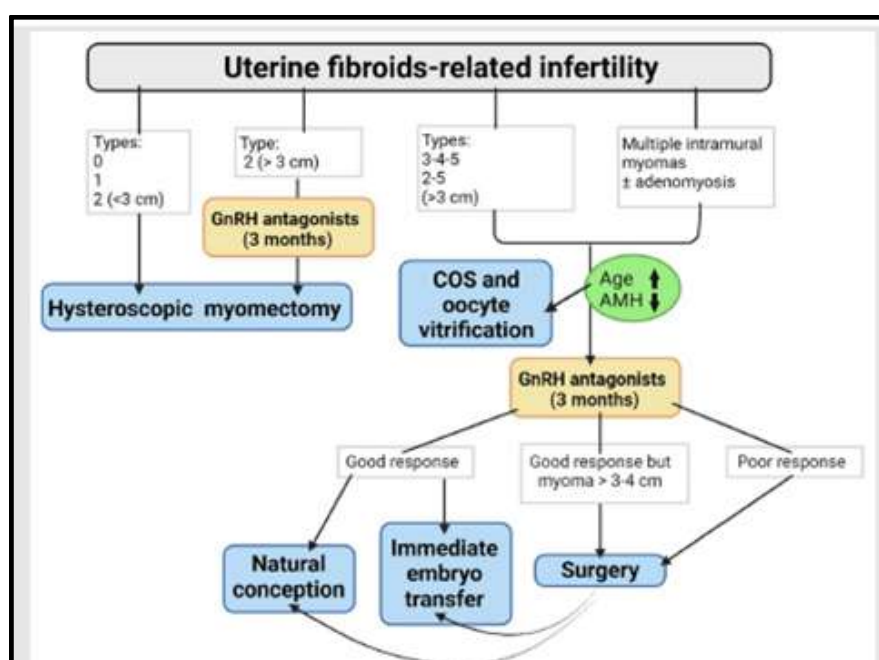 Uterine fibroids-related infertility
Types:
0
1
2 (<3 cm)
Type:
2 (> 3 cm)
Types:
3-4-5
2-5
(>3 cm)
Multiple intramural
myomas
± adenomyosis
GnRH antagonists
(3 months)
Hysteroscopic myomectomy
COS and
oocyte
vitrification
Age
AMH
GnRH antagonists
(3 months)
Good response
Good response but
myoma > 3-4 cm
Poor response
Natural
conception
Immediate
embryo
transfer
Surgery